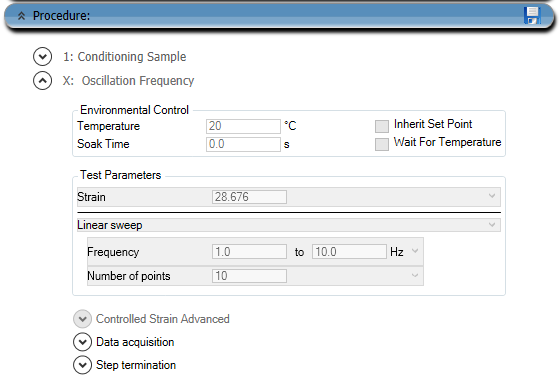 Procedure:
1: Conditioning Sample
X: Oscillation Frequency
Environmental Control
Temperature 20 °C Inherit Set Point
Soak Time 0.0 s Wait For Temperature
Test Parameters
Strain 28.676
Linear sweep
Frequency 1.0 to 10.0 Hz
Number of points 10
Controlled Strain Advanced
Data acquisition
Step termination